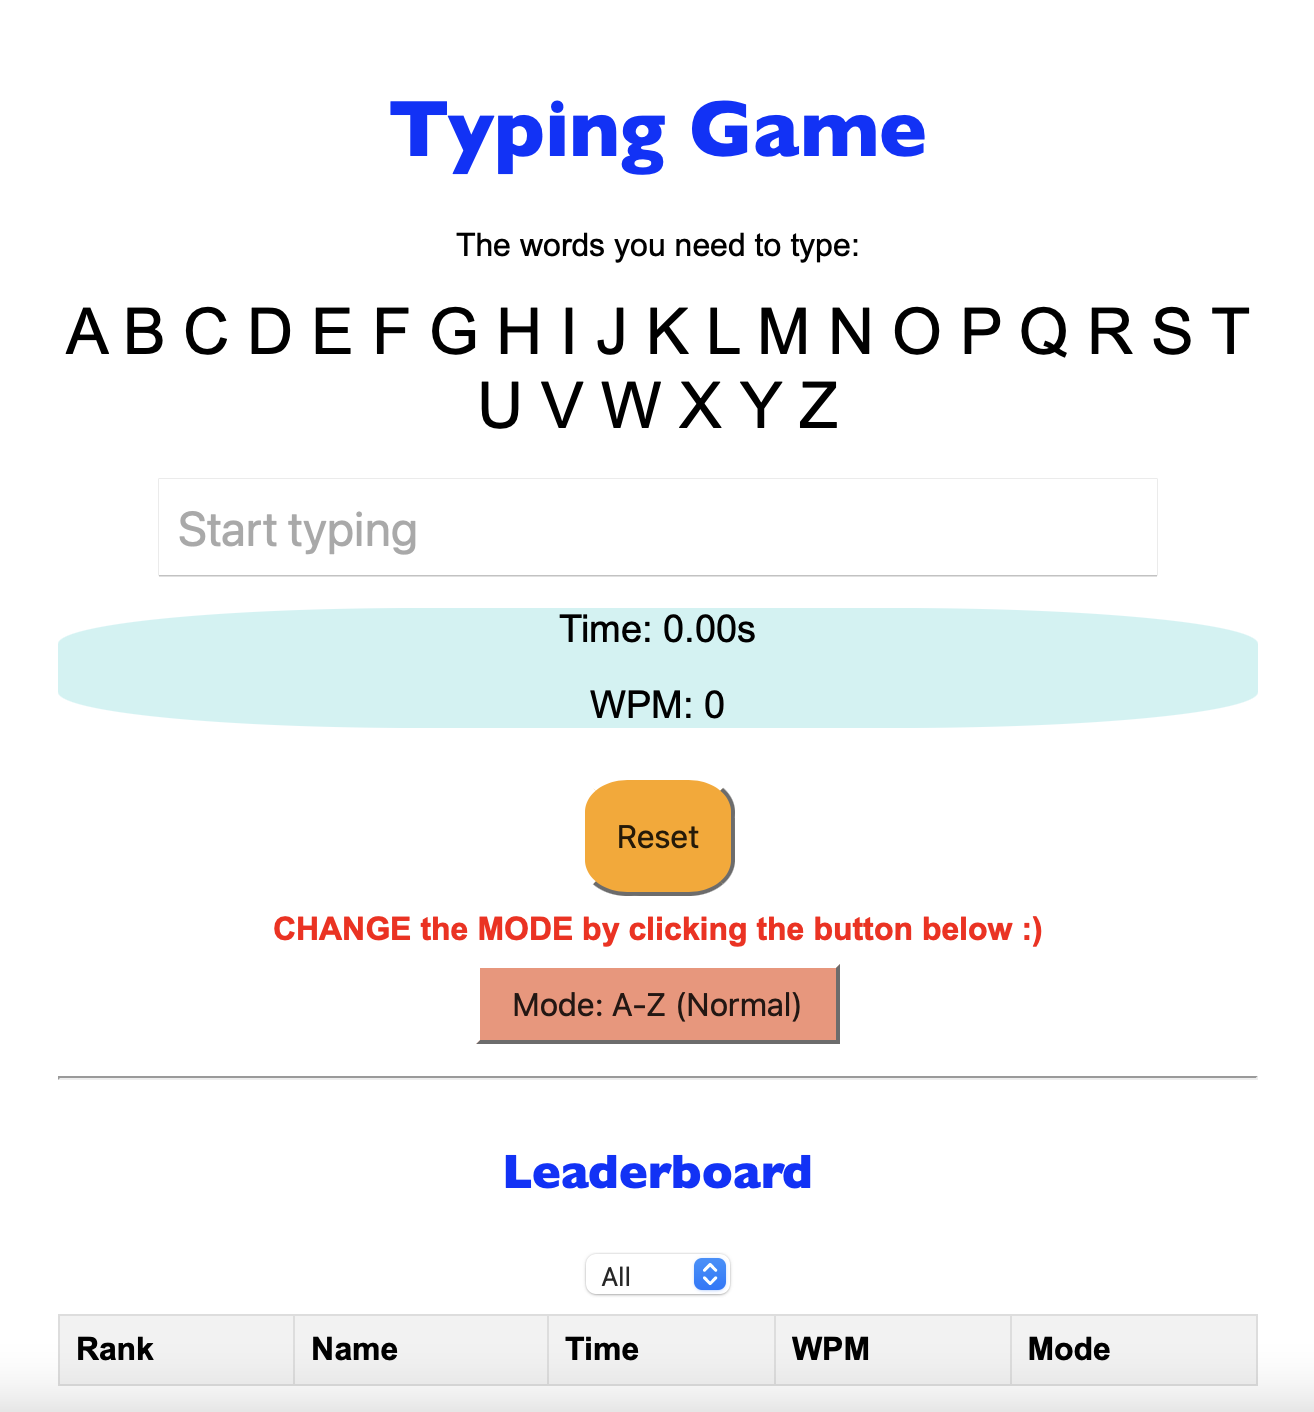 Typing Game
The words you need to type:
A B C D E F G H I J K L M N O P Q R S T
U V W X Y Z
Start typing
Time: 0.00s
WPM: 0
Reset
CHANGE the MODE by clicking the button below :)
Mode: A-Z (Normal)
Leaderboard
All
Rank Name Time WPM Mode